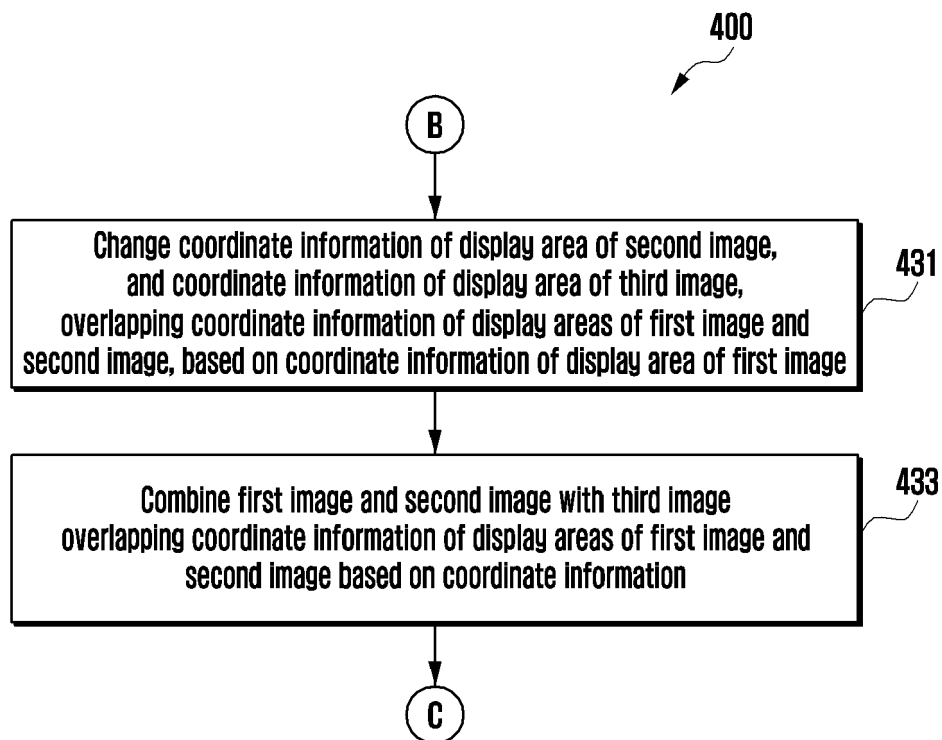 400
B
Change coordinate information of display area of second image,
and coordinate information of display area of third image,
overlapping coordinate information of display areas of first image and
second image, based on coordinate information of display area of first image
431
Combine first image and second image with third image
overlapping coordinate information of display areas of first image and
second image based on coordinate information
433
C